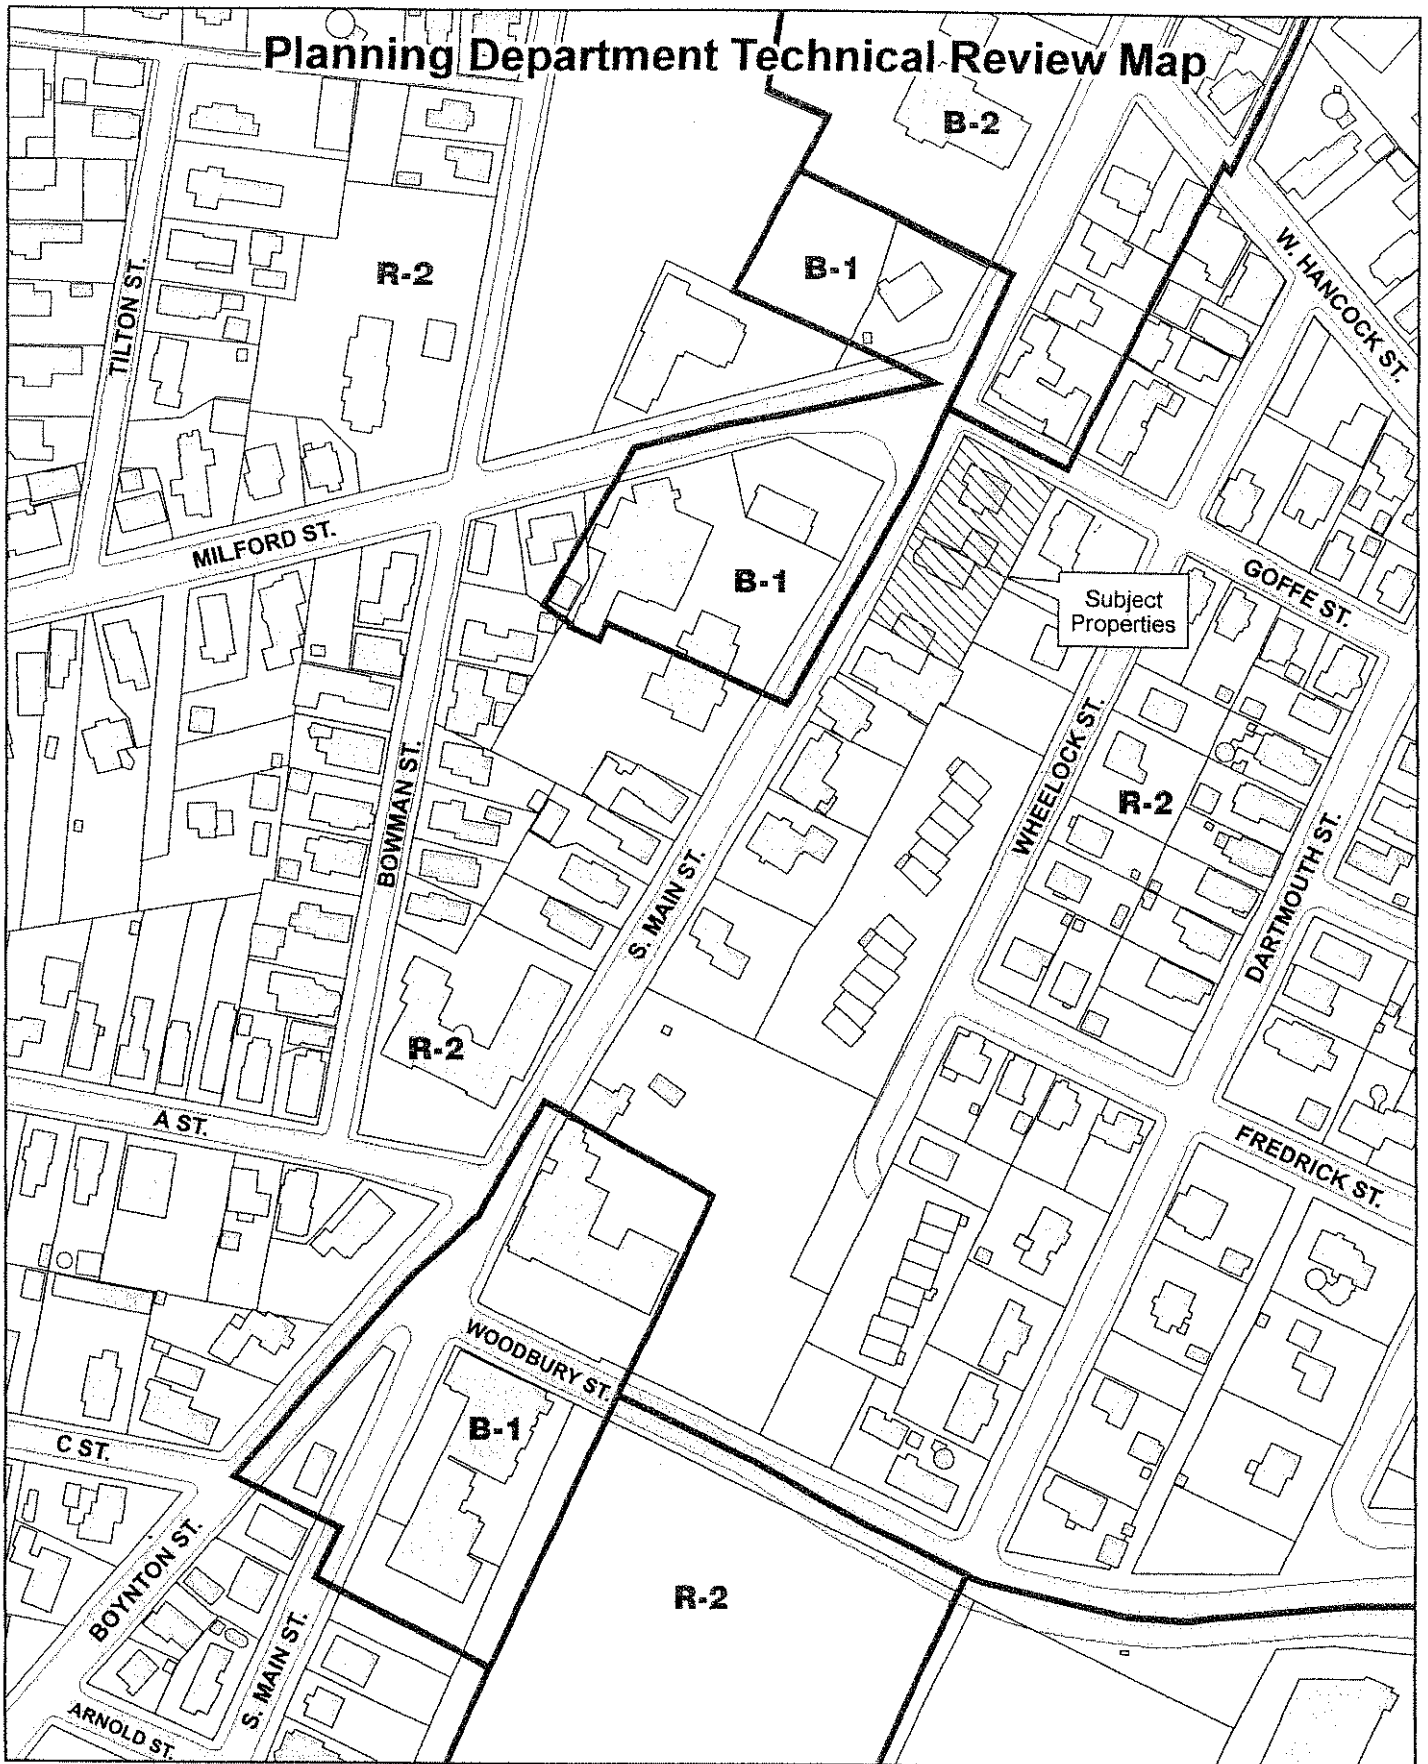 Planning Department Technical Review Map
B-2
W. HANCOCK ST.
B-1
R-2
TILTON ST.
MILFORD ST.
B-1
GOFFE ST.
Subject
Properties
WHEELOCK ST.
R-2
BOWMAN ST.
S. MAIN ST.
DARTMOUTH ST.
R-2
A ST.
FREDRICK ST.
WOODBURY ST.
B-1
C ST.
BOYNTON ST.
R-2
S. MAIN ST.
ARNOLD ST.